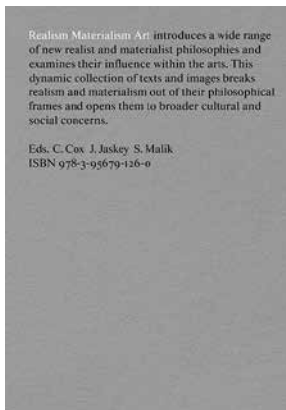 Realism Materialism Art introduces a wide range
of new realist and materialist philosophies and
examines their influence within the arts. This
dynamic collection of texts and images breaks
realism and materialism out of their philosophical
frames and opens them to broader cultural and
social concerns.
Eds. C. Cox J. Jaskey S. Malik
ISBN 978-3-95679-126-0